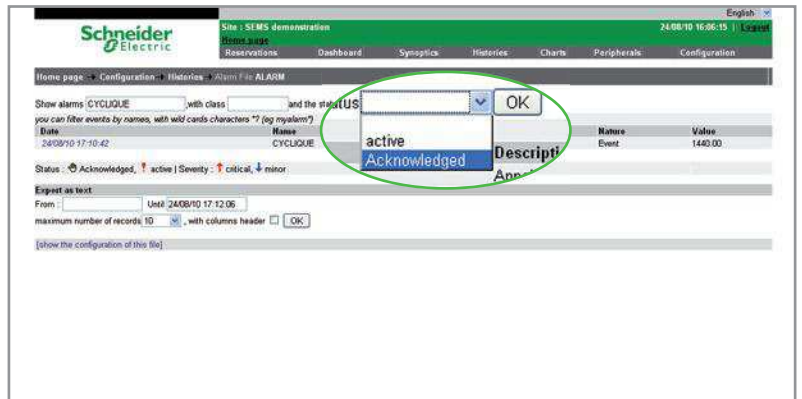 English
Schneider Electric
Site : SEMS demonstration
24/08/10 16:06:15 | Logout
Home page
Reservations Dashboard Synoptics Histories Charts Peripherals Configuration
Home page Configuration Histories Alarm File ALARM
Show alarms CYCLIQUE ,with class and the status OK
you can filter events by names, with wild cards characters *? (eg myalarm*)
active
Acknowledged
Date Name Descripti Nature Value
24/08/10 17:10:42 CYCLIQUE Event 1440.00
Status : Acknowledged, active | Severity : critical, minor
Export as text
From : Until 24/08/10 17:12:06
maximum number of records 10 , with columns header OK
[show the configuration of this file]